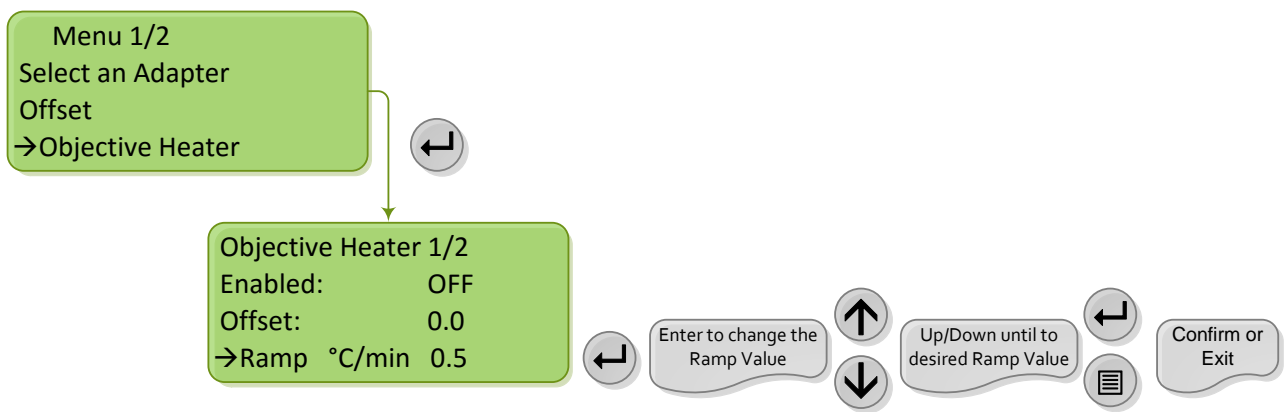 Menu 1/2
Select an Adapter
Offset
→Objective Heater
Objective Heater 1/2
Enabled: OFF
Offset: 0.0
→Ramp °C/min 0.5
Enter to change the
Ramp Value
Up/Down until to
desired Ramp Value
Confirm or
Exit